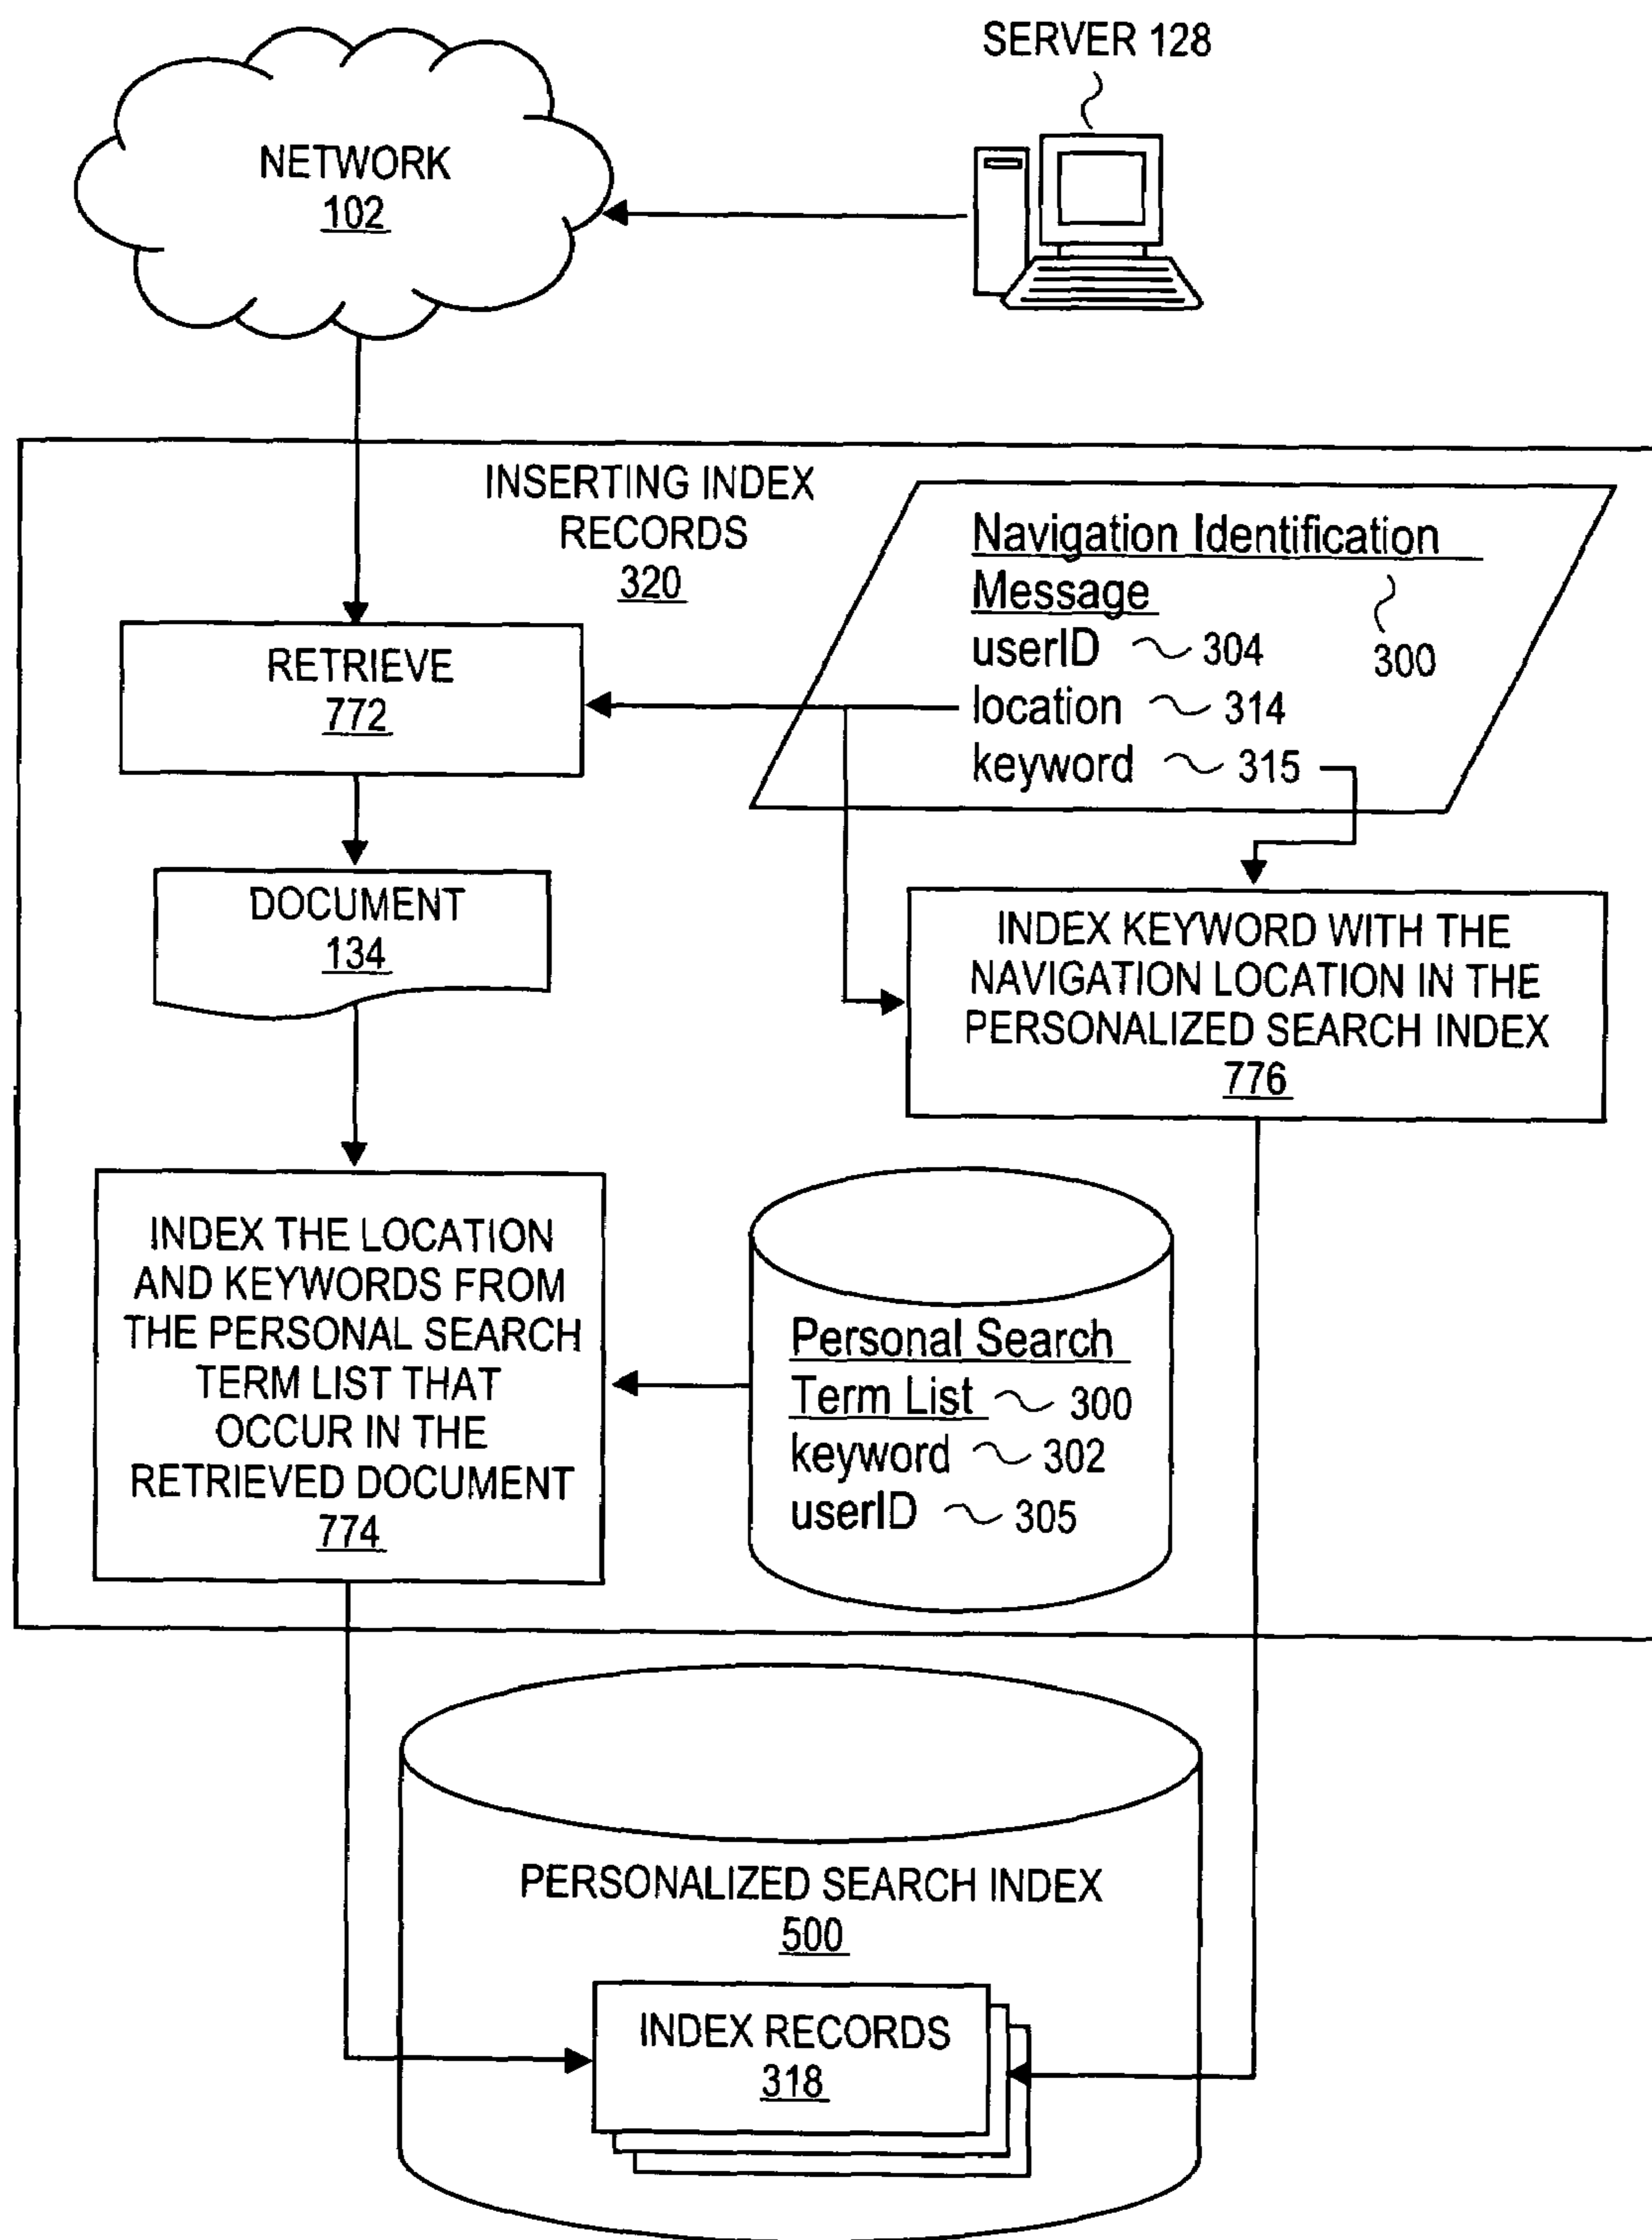 SERVER 128
NETWORK
102
INSERTING INDEX
RECORDS
320
Navigation Identification
Message
300
userID 304
location 314
keyword 315
RETRIEVE
772
DOCUMENT
134
INDEX KEYWORD WITH THE
NAVIGATION LOCATION IN THE
PERSONALIZED SEARCH INDEX
776
INDEX THE LOCATION
AND KEYWORDS FROM
THE PERSONAL SEARCH
TERM LIST THAT
OCCUR IN THE
RETRIEVED DOCUMENT
774
Personal Search
Term List 300
keyword 302
userID 305
PERSONALIZED SEARCH INDEX
500
INDEX RECORDS
318